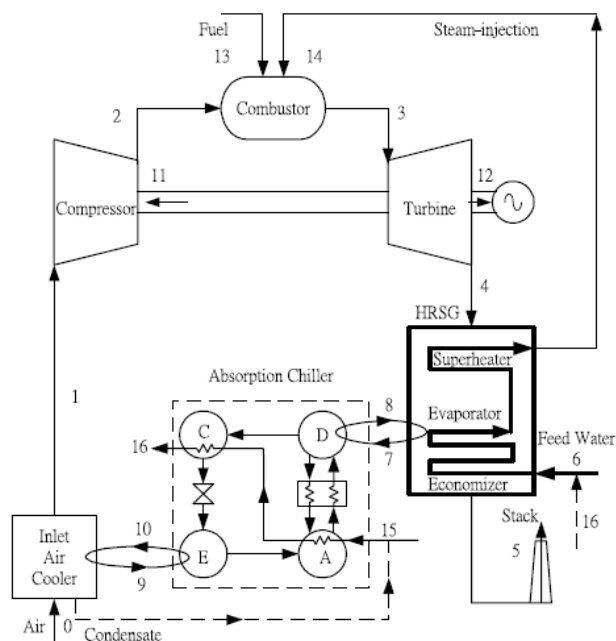 Fuel
Steam-injection
13
14
2
Combustor
3
11
12
Compressor
Turbine
4
HRSG
Superheater
1
Absorption Chiller
8
C
D
Evaporator
16
7
Feed Water
6
Economizer
10
15
Stack
16
Inlet
Air
Cooler
E
A
5
9
Air
0
Condensate